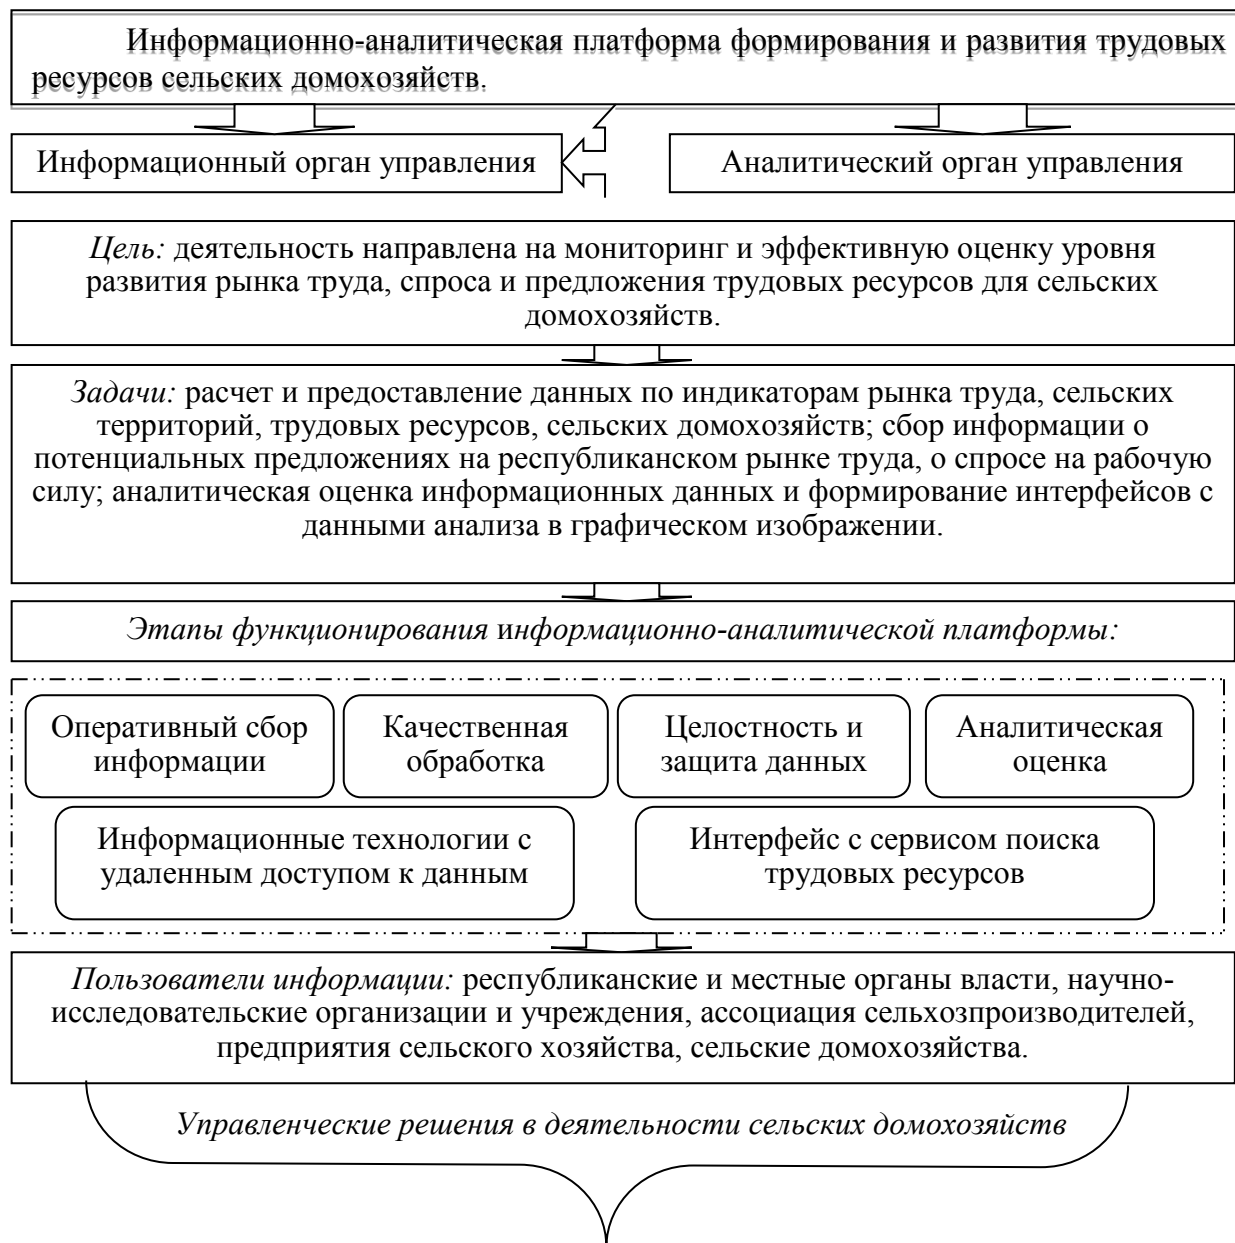 Информационно-аналитическая платформа формирования и развития трудовых
ресурсов сельских домохозяйств.
Информационный орган управления
Аналитический орган управления
Цель: деятельность направлена на мониторинг и эффективную оценку уровня
развития рынка труда, спроса и предложения трудовых ресурсов для сельских
домохозяйств.
Задачи: расчет и предоставление данных по индикаторам рынка труда, сельских
территорий, трудовых ресурсов, сельских домохозяйств; сбор информации о
потенциальных предложениях на республиканском рынке труда, о спросе на рабочую
силу; аналитическая оценка информационных данных и формирование интерфейсов с
данными анализа в графическом изображении.
Этапы функционирования информационно-аналитической платформы:
Оперативный сбор
информации
Качественная
обработка
Целостность и
защита данных
Аналитическая
оценка
Информационные технологии с
удаленным доступом к данным
Интерфейс с сервисом поиска
трудовых ресурсов
Пользователи информации: республиканские и местные органы власти, научно-
исследовательские организации и учреждения, ассоциация сельхозпроизводителей,
предприятия сельского хозяйства, сельские домохозяйства.
Управленческие решения в деятельности сельских домохозяйств